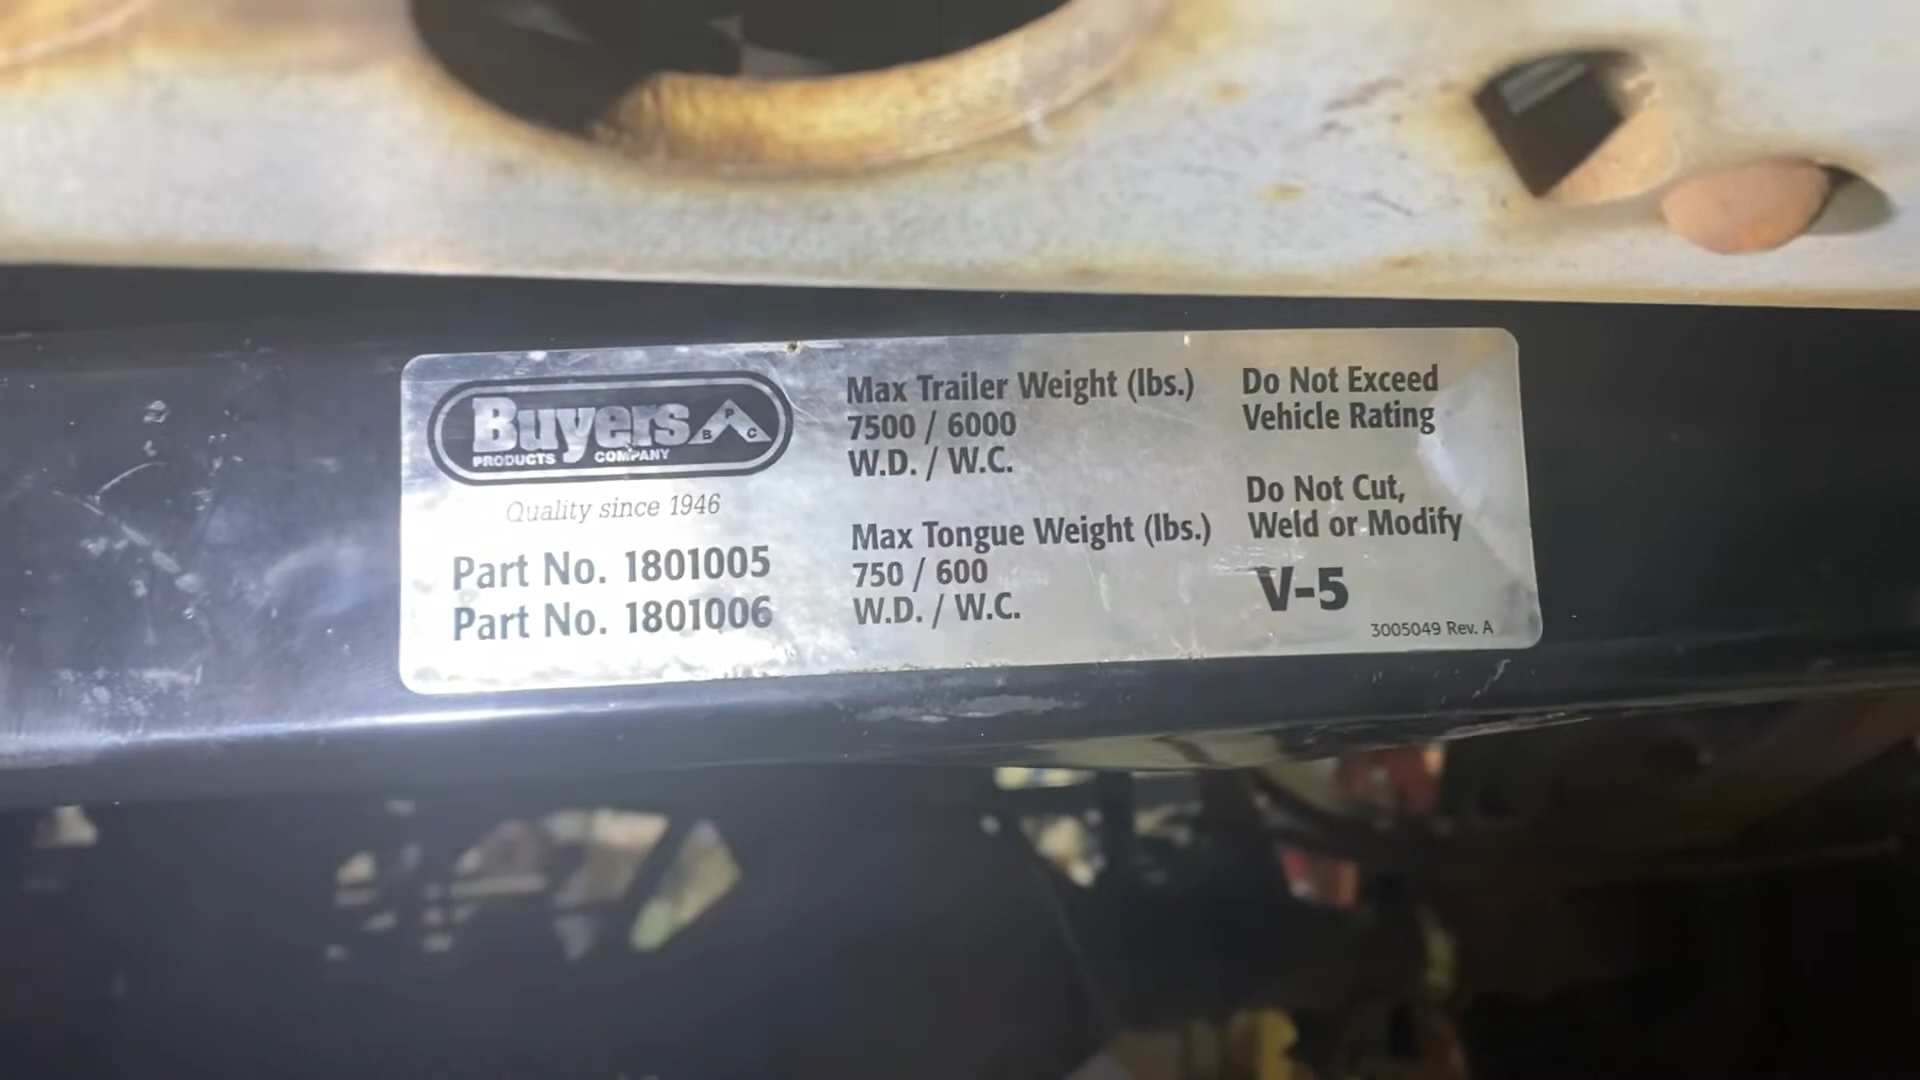 Buyers
P
B C
PRODUCTS COMPANY
Quality since 1946
Part No. 1801005
Part No. 1801006
Max Trailer Weight (lbs.)
7500 / 6000
W.D. / W.C.
Max Tongue Weight (lbs.)
750 / 600
W.D. / W.C.
Do Not Exceed
Vehicle Rating
Do Not Cut,
Weld or Modify
V-5
3005049 Rev. A